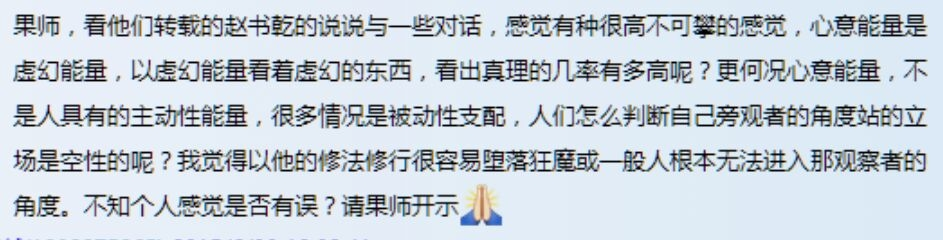 果师，看他们转载的赵书乾的说说与一些对话，感觉有种很高不可攀的感觉，心意能量是
虚幻能量，以虚幻能量看着虚幻的东西，看出真理的几率有多高呢？更何况心意能量，不
是人具有的主动性能量，很多情况是被动性支配，人们怎么判断自己旁观者的角度站的立
场是空性的呢？我觉得以他的修法修行很容易堕落狂魔或一般人根本无法进入那观察者的
角度。不知个人感觉是否有误？请果师开示🙏